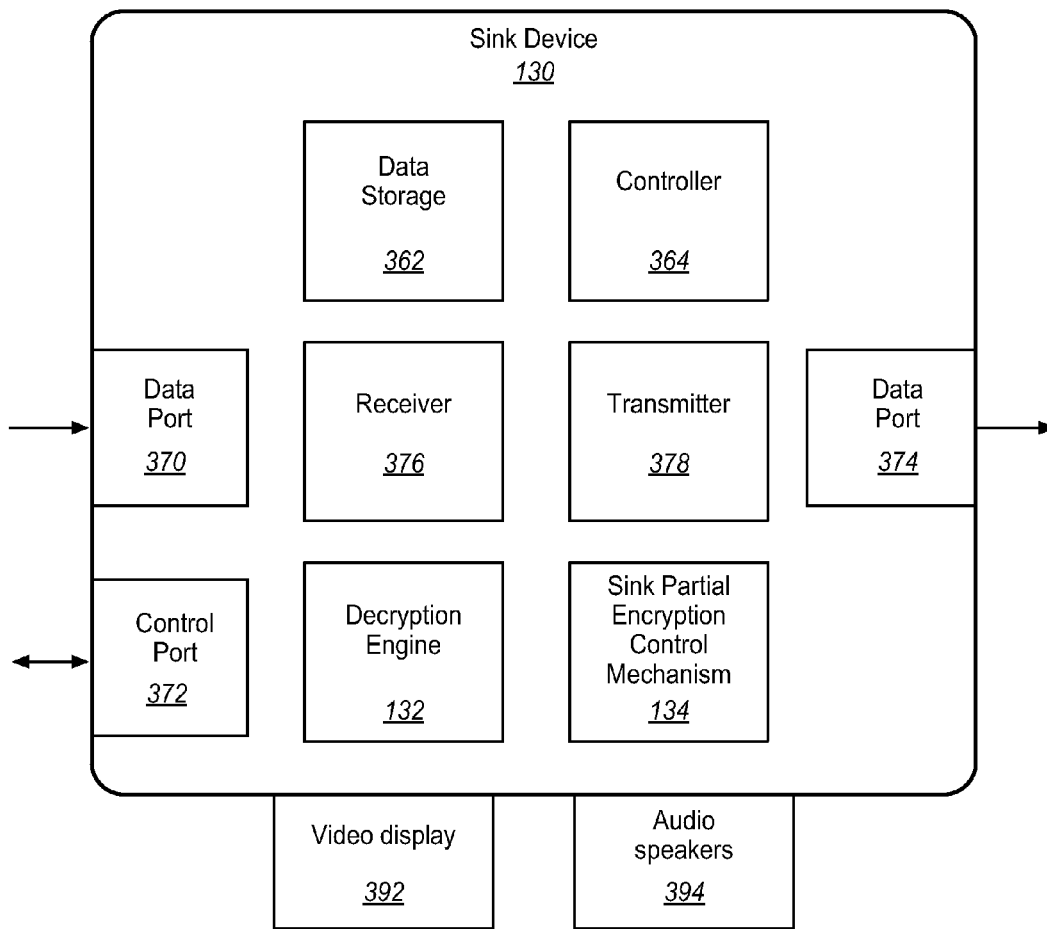 Sink Device
130
Data
Storage
362
Controller
364
Data
Port
370
Receiver
376
Transmitter
378
Data
Port
374
Control
Port
372
Decryption
Engine
132
Sink Partial
Encryption
Control
Mechanism
134
Video display
392
Audio
speakers
394